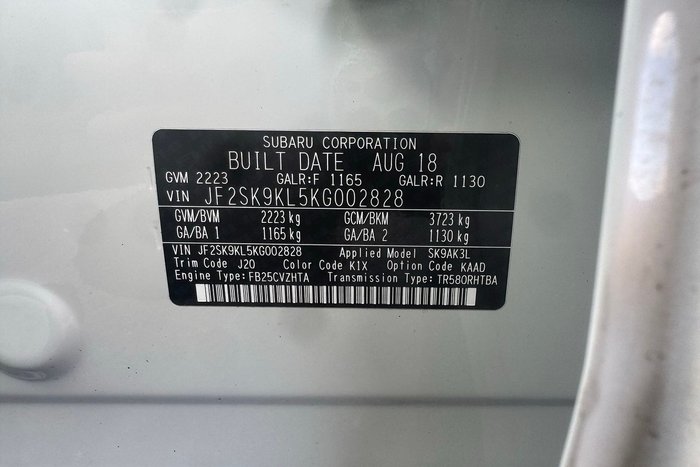 SUBARU CORPORATION
BUILT DATE AUG 18
GVM 2223 GALR:F 1165 GALR:R 1130
VIN JF2SK9KL5KG002828
GVM/BVM 2223 kg GCM/BKM 3723 kg
GA/BA 1 1165 kg GA/BA 2 1130 kg
VIN JF2SK9KL5KG002828 Applied Model SK9AK3L
Trim Code J20 Color Code K1X Option Code KAAD
Engine Type:FB25CVZHTA Transmission Type:TR580RHTBA